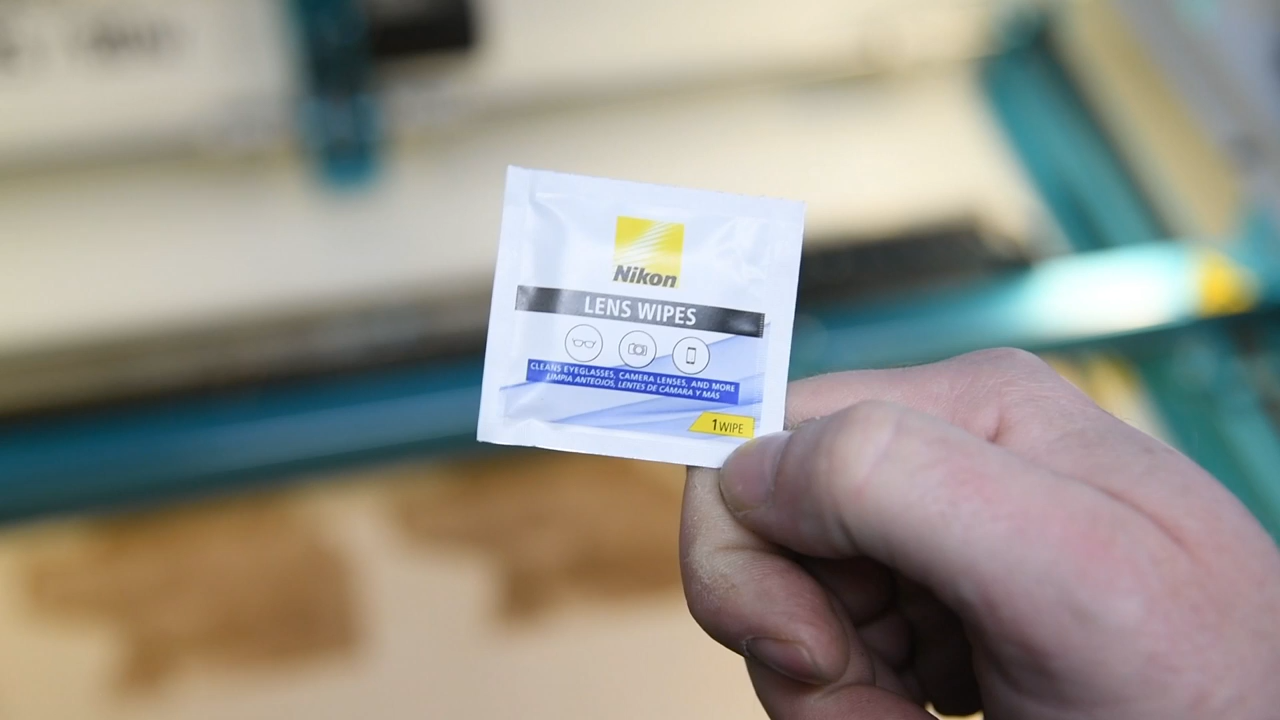 Nikon
LENS WIPES
CLEANS EYEGLASSES, CAMERA LENSES, AND MORE
LIMPIA ANTEOJOS, LENTES DE CÁMARA Y MÁS
1 WIPE